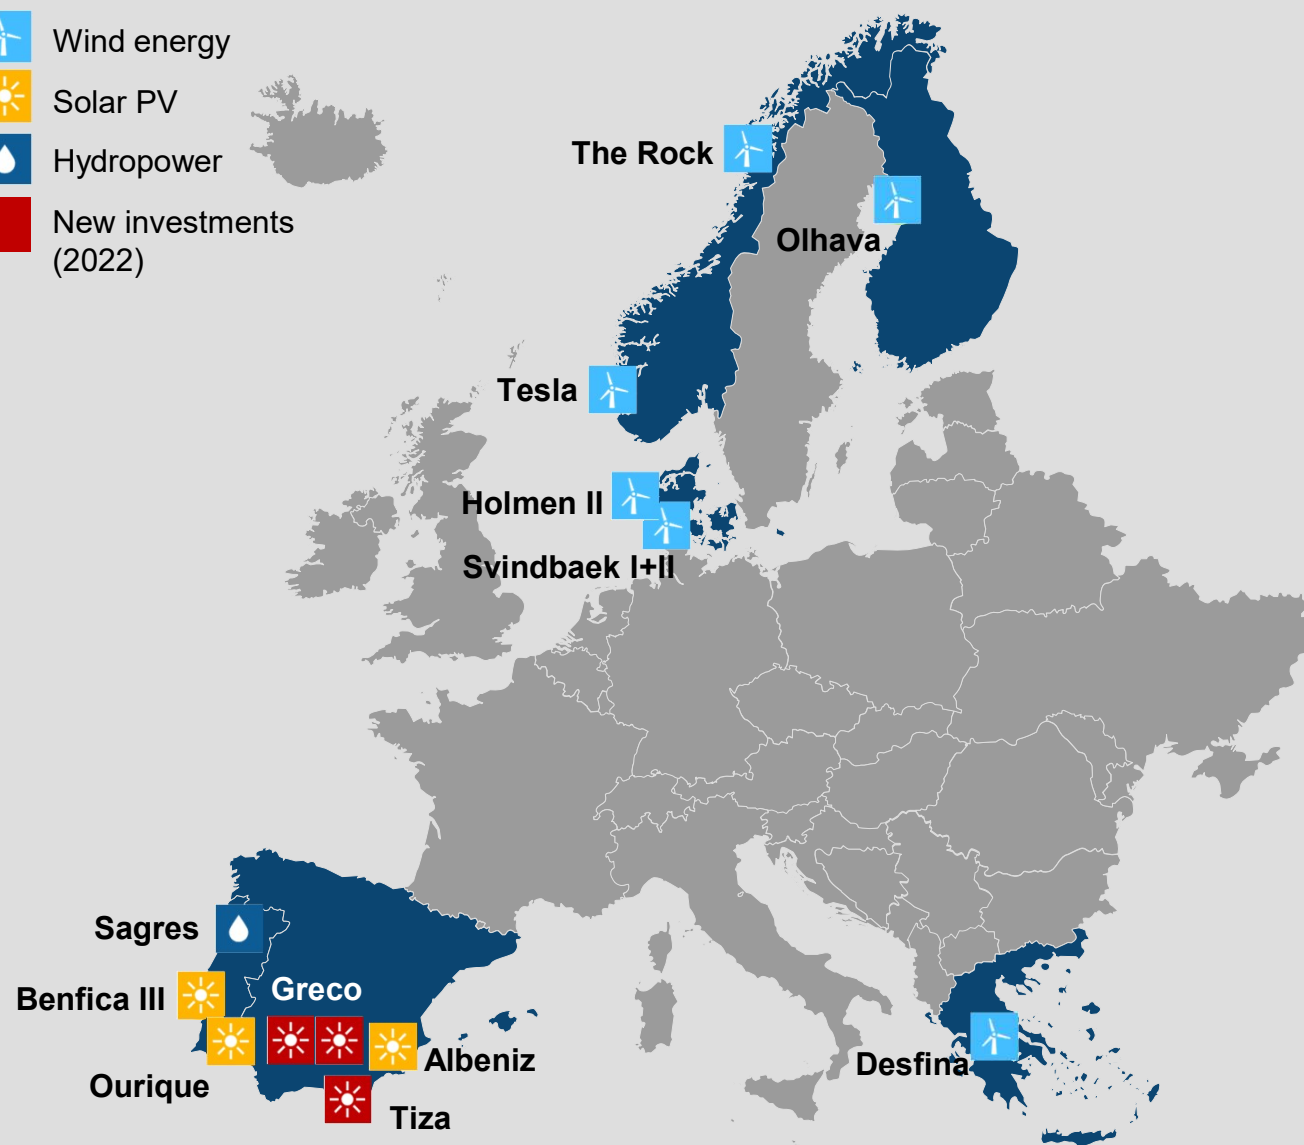 Wind energy
Solar PV
Hydropower
New investments
(2022)
The Rock
Olhava
Tesla
Holmen II
Svindbaek I+II
Sagres
Greco
Benfica III
Albeniz
Desfina
Ourique
Tiza